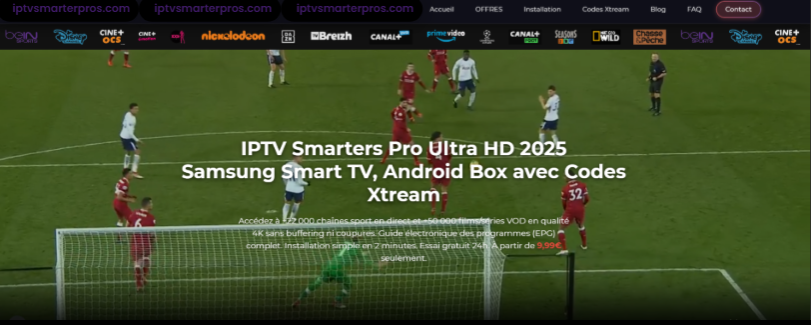 iptvsmarterpros.com iptvsmarterpros.com iptvsmarterpros.com
Accueil OFFRES Installation Codes Xtream Blog FAQ Contact
beIN SPORTS Disney CINE+ OCS CINE+ nickelodeon DAZN Breizh CANAL+ prime video CANAL+ SEASONS NAT GEO WILD Chasse & Pêche beIN SPORTS Disney CINE+ OCS
IPTV Smarters Pro Ultra HD 2025
Samsung Smart TV, Android Box avec Codes
Xtream
Accédez à +22 000 chaînes sport en direct et +50 000 films/séries VOD en qualité
4K sans buffering ni coupures. Guide électronique des programmes (EPG)
complet. Installation simple en 2 minutes. Essai gratuit 24h. À partir de 9,99€
seulement.
6
32